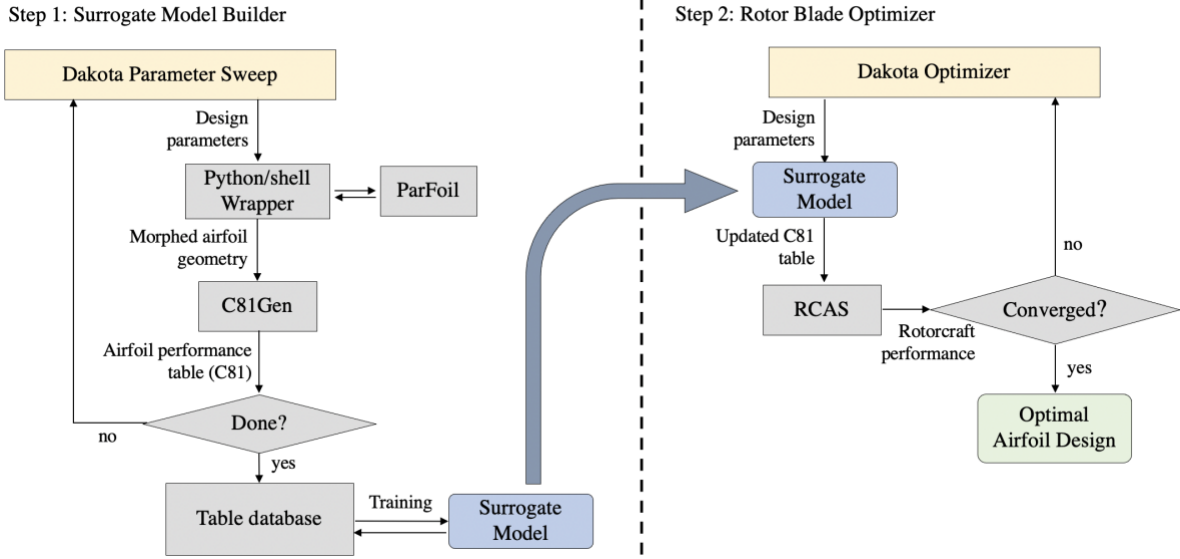 Step 1: Surrogate Model Builder
Dakota Parameter Sweep
Design
parameters
Python/shell
Wrapper
ParFoil
Morphed airfoil
geometry
C81Gen
Airfoil performance
table (C81)
Done?
no
yes
Table database
Training
Surrogate
Model
Step 2: Rotor Blade Optimizer
Dakota Optimizer
Design
parameters
Surrogate
Model
Updated C81
table
RCAS
Rotorcraft
performance
Converged?
no
yes
Optimal
Airfoil Design